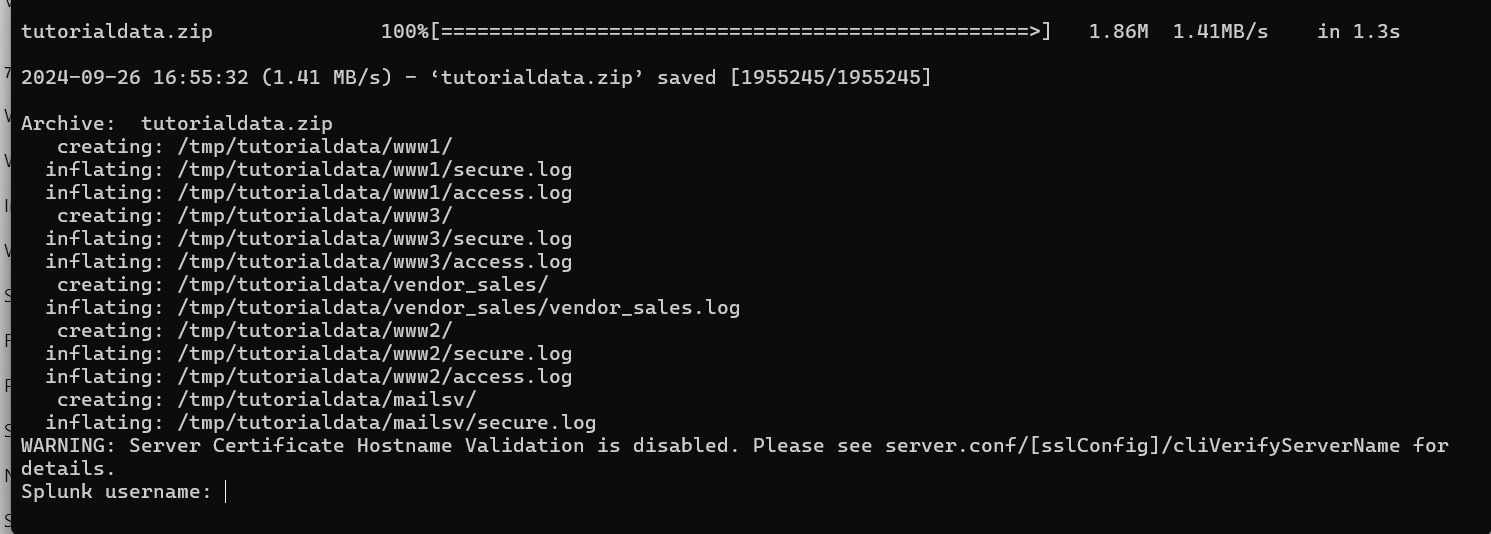 tutorialdata.zip              100%[=================================================>]   1.86M  1.41MB/s    in 1.3s
2024-09-26 16:55:32 (1.41 MB/s) - ‘tutorialdata.zip’ saved [1955245/1955245]
Archive:  tutorialdata.zip
   creating: /tmp/tutorialdata/www1/
  inflating: /tmp/tutorialdata/www1/secure.log
  inflating: /tmp/tutorialdata/www1/access.log
   creating: /tmp/tutorialdata/www3/
  inflating: /tmp/tutorialdata/www3/secure.log
  inflating: /tmp/tutorialdata/www3/access.log
   creating: /tmp/tutorialdata/vendor_sales/
  inflating: /tmp/tutorialdata/vendor_sales/vendor_sales.log
   creating: /tmp/tutorialdata/www2/
  inflating: /tmp/tutorialdata/www2/secure.log
  inflating: /tmp/tutorialdata/www2/access.log
   creating: /tmp/tutorialdata/mailsv/
  inflating: /tmp/tutorialdata/mailsv/secure.log
WARNING: Server Certificate Hostname Validation is disabled. Please see server.conf/[sslConfig]/cliVerifyServerName for
details.
Splunk username: